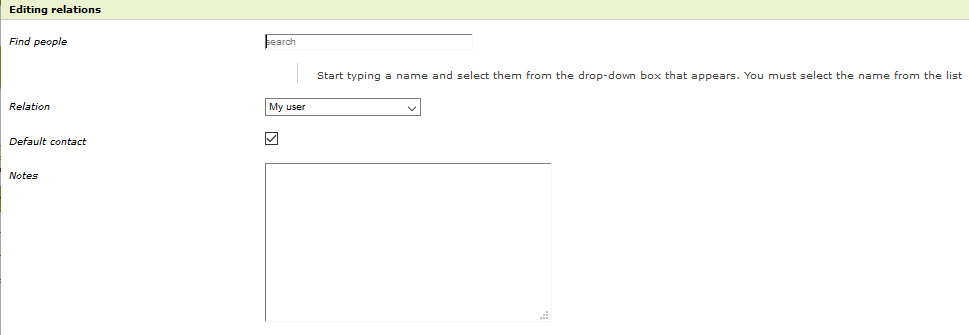 Editing relations
Find people
search
Start typing a name and select them from the drop-down box that appears. You must select the name from the list
Relation
My user
Default contact
Notes